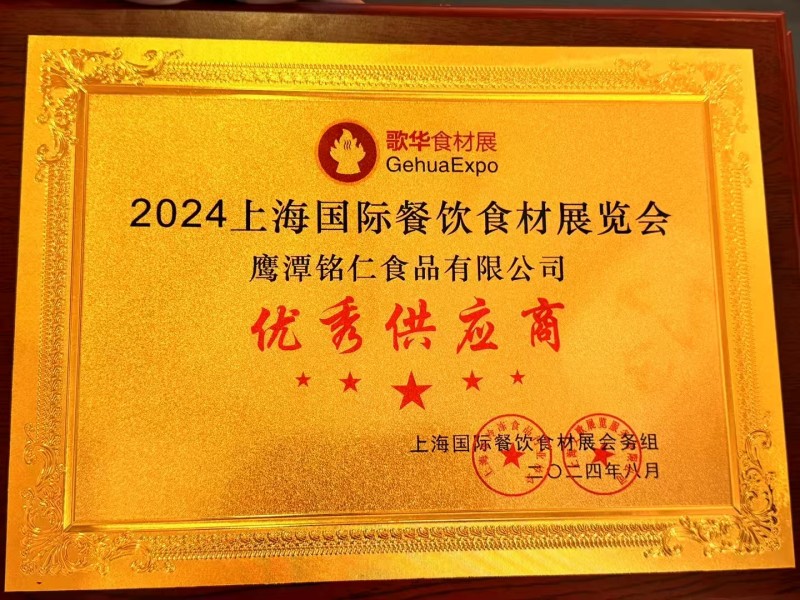 歌华食材展
GehuaExpo
2024上海国际餐饮食材展览会
鹰潭铭仁食品有限公司
优秀供应商
上海国际餐饮食材展会务组
二〇二四年八月